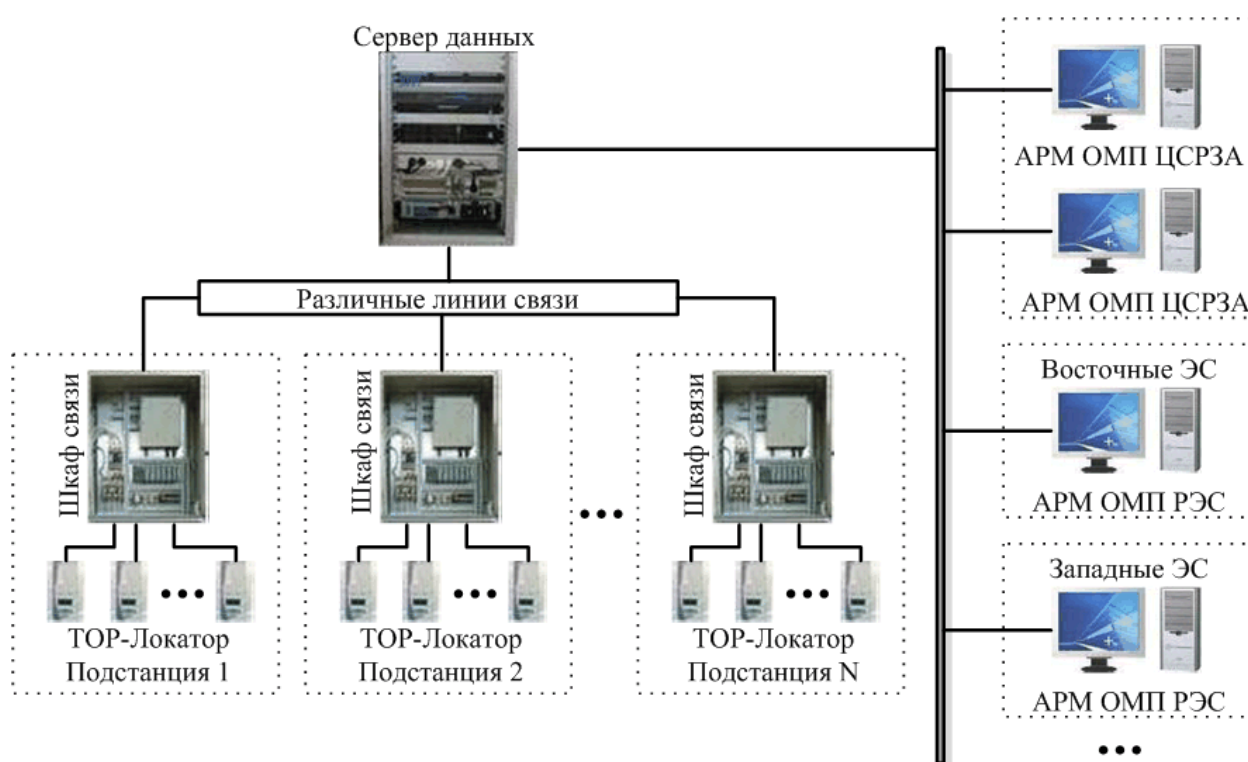 Сервер данных
Различные линии связи
Шкаф связи
Шкаф связи
Шкаф связи
ТОР-Локатор
Подстанция 1
ТОР-Локатор
Подстанция 2
ТОР-Локатор
Подстанция N
АРМ ОМП ЦСРЗА
АРМ ОМП ЦСРЗА
Восточные ЭС
АРМ ОМП РЭС
Западные ЭС
АРМ ОМП РЭС